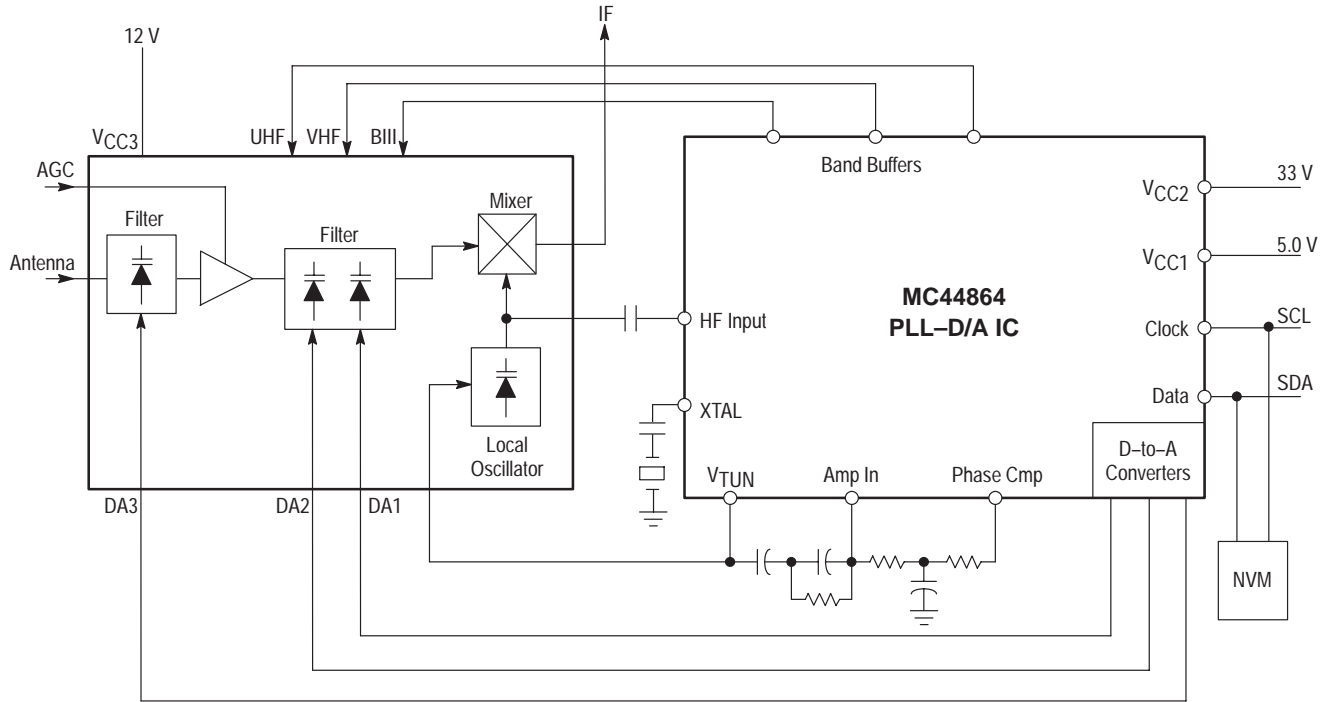 IF
12 V
VCC3
UHF
VHF
BIII
AGC
Filter
Filter
Mixer
Antenna
Local
Oscillator
DA3
DA2
DA1
Band Buffers
VCC2
33 V
VCC1
5.0 V
MC44864
PLL–D/A IC
HF Input
Clock
SCL
XTAL
Data
SDA
VTUN
Amp In
Phase Cmp
D–to–A
Converters
NVM